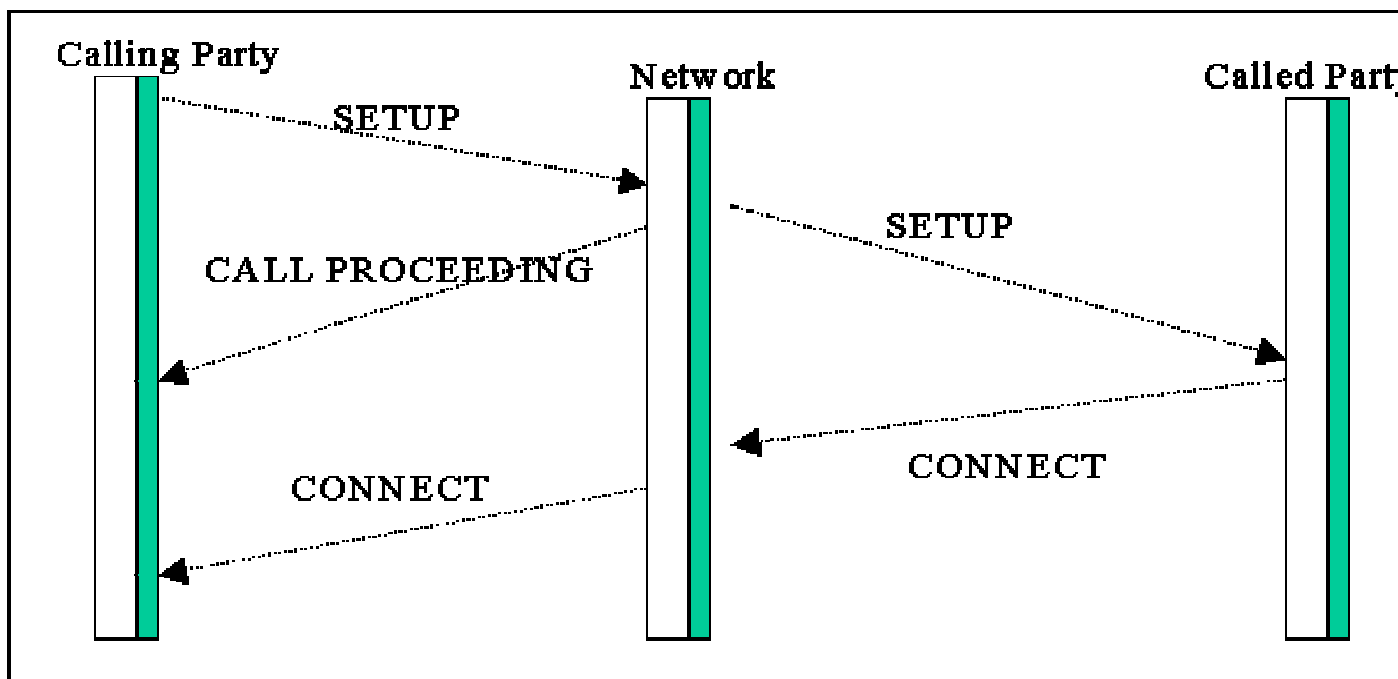 Calling Party
Network
Called Party
SETUP
SETUP
CALL PROCEEDING
CONNECT
CONNECT